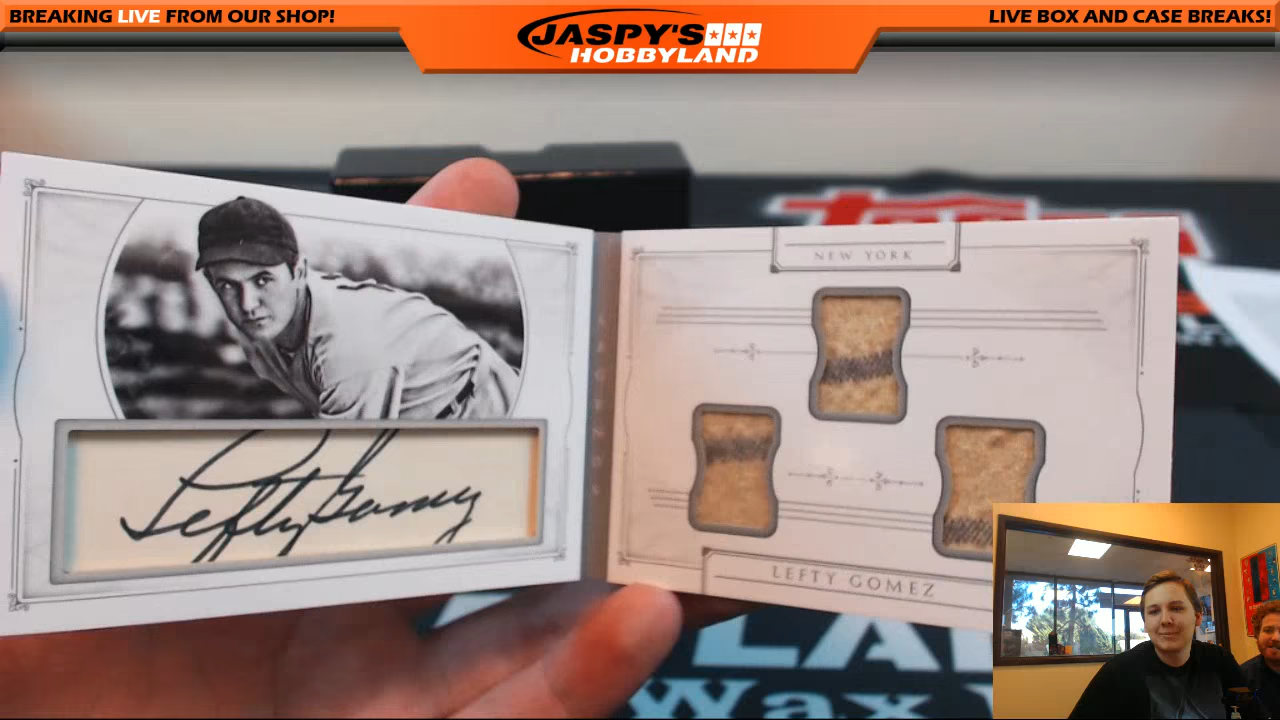 BREAKING LIVE FROM OUR SHOP!
JASPY'S
HOBBYLAND
LIVE BOX AND CASE BREAKS!
NEW YORK
Lefty Gomez
LEFTY GOMEZ